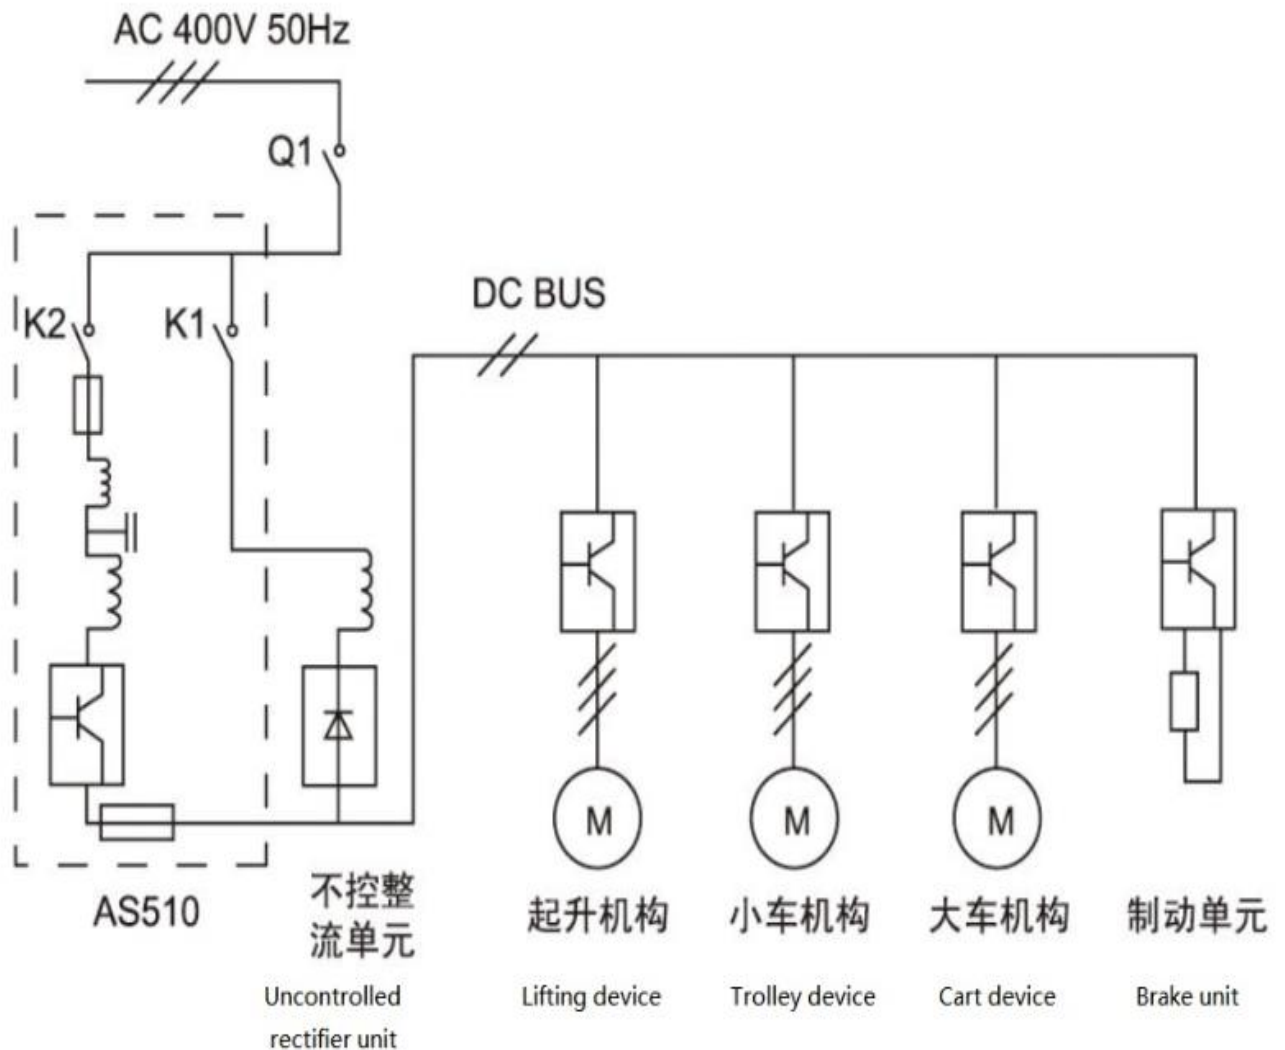 AC 400V 50Hz
Q1
K2
K1
DC BUS
M
M
M
AS510
不控整
流单元
起升机构
小车机构
大车机构
制动单元
Uncontrolled
rectifier unit
Lifting device
Trolley device
Cart device
Brake unit